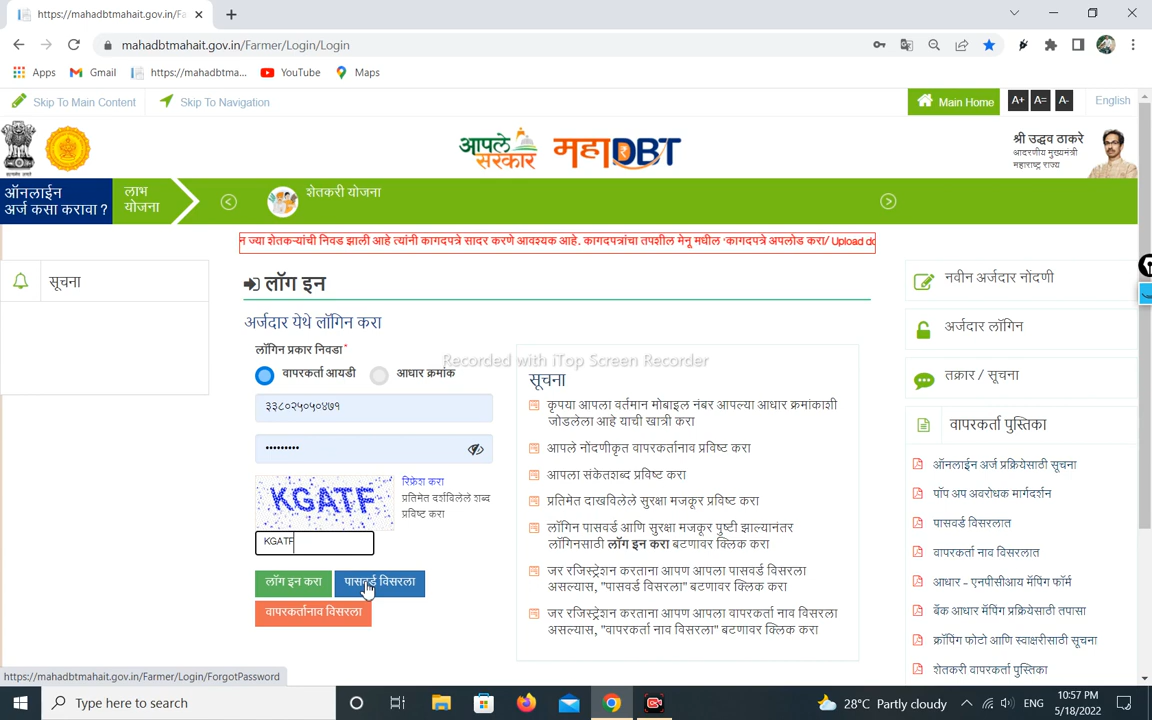 https://mahadbtmahait.gov.in/Fa
mahadbtmahait.gov.in/Farmer/Login/Login
Apps
Gmail
https://mahadbtma...
YouTube
Maps
Skip To Main Content
Skip To Navigation
Main Home
A+
A=
A-
English
आपले सरकार
महाDBT
श्री उद्धव ठाकरे
आदरणीय मुख्यमंत्री
महाराष्ट्र राज्य
ऑनलाईन
अर्ज कसा करावा ?
लाभ
योजना
शेतकरी योजना
न ज्या शेतकऱ्यांची निवड झाली आहे त्यांनी कागदपत्रे सादर करणे आवश्यक आहे. कागदपत्रांचा तपशील मेनू मधील 'कागदपत्रे अपलोड करा/ Upload do
सूचना
लॉग इन
अर्जदार येथे लॉगिन करा
लॉगिन प्रकार निवडा*
वापरकर्ता आयडी
आधार क्रमांक
३३८०२५०५०४७१
•••••••••
KGATF
रिफ्रेश करा
प्रतिमेत दर्शविलेले शब्द
प्रविष्ट करा
KGATF
लॉग इन करा
पासवर्ड विसरला
वापरकर्तानाव विसरला
Recorded with iTop Screen Recorder
सूचना
कृपया आपला वर्तमान मोबाइल नंबर आपल्या आधार क्रमांकाशी
जोडलेला आहे याची खात्री करा
आपले नोंदणीकृत वापरकर्तानाव प्रविष्ट करा
आपला संकेतशब्द प्रविष्ट करा
प्रतिमेत दाखविलेले सुरक्षा मजकूर प्रविष्ट करा
लॉगिन पासवर्ड आणि सुरक्षा मजकूर पुष्टी झाल्यानंतर
लॉगिनसाठी लॉग इन करा बटणावर क्लिक करा
जर रजिस्ट्रेशन करताना आपण आपला पासवर्ड विसरला
असल्यास, "पासवर्ड विसरला" बटणावर क्लिक करा
जर रजिस्ट्रेशन करताना आपण आपला वापरकर्ता नाव विसरला
असल्यास, "वापरकर्ता नाव विसरला" बटणावर क्लिक करा
नवीन अर्जदार नोंदणी
अर्जदार लॉगिन
तक्रार / सूचना
वापरकर्ता पुस्तिका
ऑनलाईन अर्ज प्रक्रियेसाठी सूचना
पॉप अप अवरोधक मार्गदर्शन
पासवर्ड विसरलात
वापरकर्ता नाव विसरलात
आधार – एनपीसीआय मॅपिंग फॉर्म
बँक आधार मॅपिंग प्रक्रियेसाठी तपासा
क्रॉपिंग फोटो आणि स्वाक्षरीसाठी सूचना
शेतकरी वापरकर्ता पुस्तिका
https://mahadbtmahait.gov.in/Farmer/Login/ForgotPassword
Type here to search
28°C Partly cloudy
ENG
10:57 PM
5/18/2022